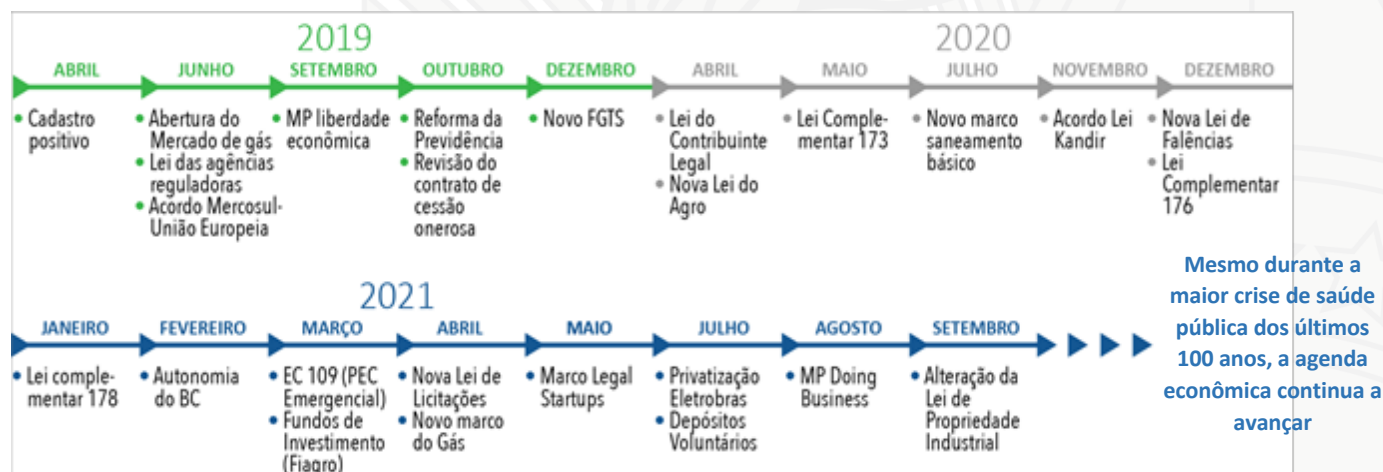 2019
2020
ABRIL
JUNHO
SETEMBRO
OUTUBRO
DEZEMBRO
ABRIL
MAIO
JULHO
NOVEMBRO
DEZEMBRO
• Cadastro
positivo
• Abertura do
Mercado de gás
• Lei das agências
reguladoras
• Acordo Mercosul-
União Europeia
• MP liberdade
econômica
• Reforma da
Previdência
• Revisão do
contrato de
cessão
onerosa
• Novo FGTS
• Lei do
Contribuinte
Legal
• Nova Lei do
Agro
• Lei Comple-
mentar 173
• Novo marco
saneamento
básico
• Acordo Lei
Kandir
• Nova Lei de
Falências
• Lei
Complementar
176
2021
JANEIRO
FEVEREIRO
MARÇO
ABRIL
MAIO
JULHO
AGOSTO
SETEMBRO
• Lei comple-
mentar 178
• Autonomia
do BC
• EC 109 (PEC
Emergencial)
• Fundos de
Investimento
(Fiagro)
• Nova Lei de
Licitações
• Novo marco
do Gás
• Marco Legal
Startups
• Privatização
Eletrobras
• Depósitos
Voluntários
• MP Doing
Business
• Alteração da
Lei de
Propriedade
Industrial
Mesmo durante a
maior crise de saúde
pública dos últimos
100 anos, a agenda
econômica continua a
avançar